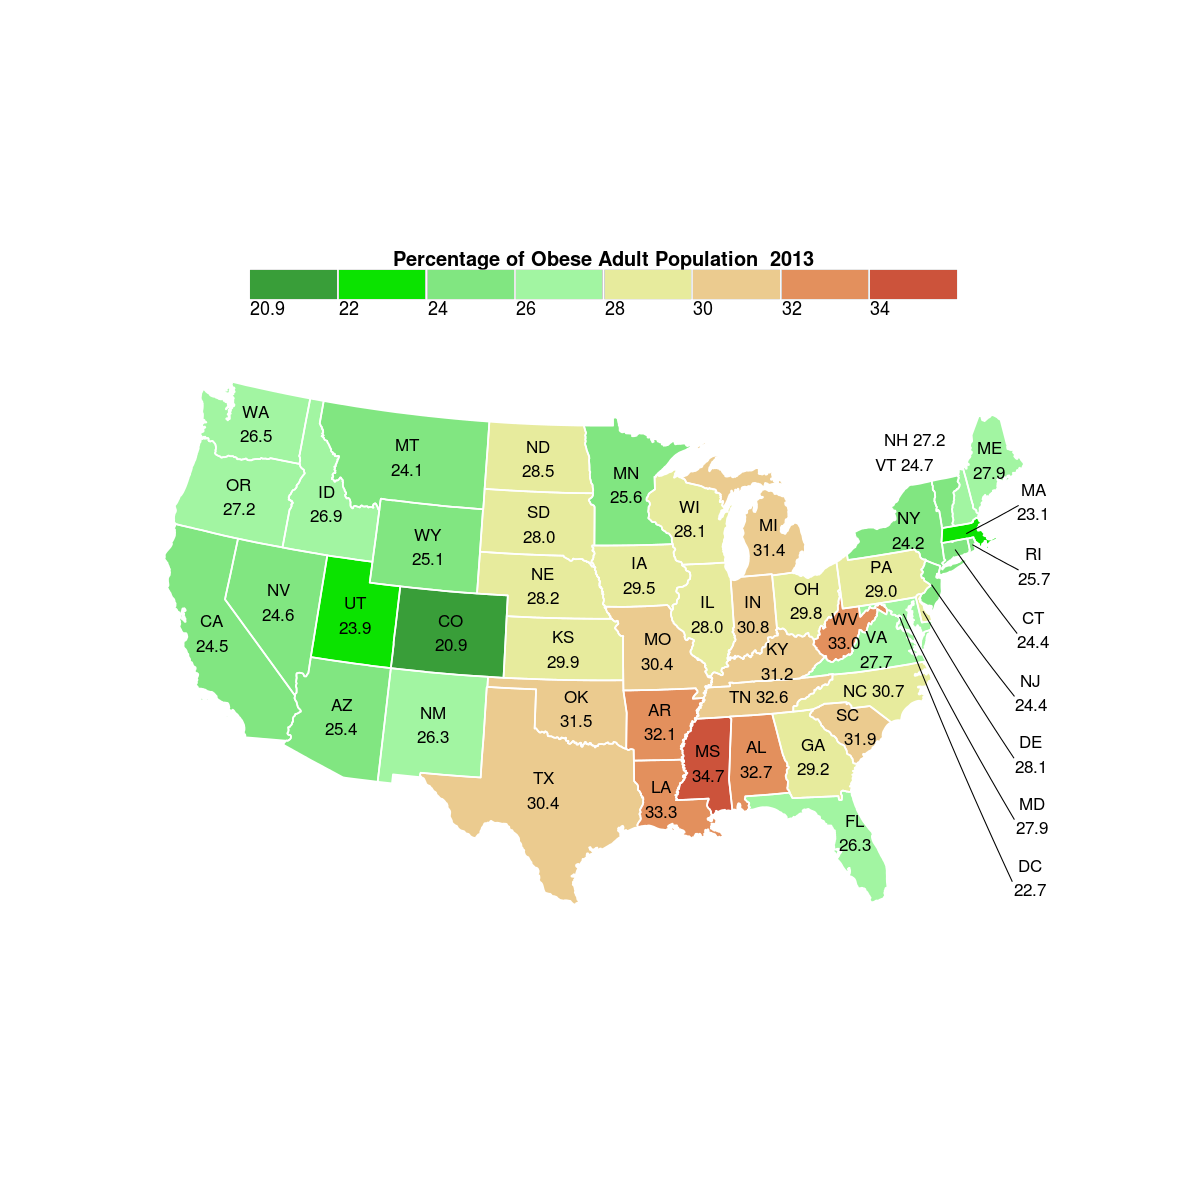 Percentage of Obese Adult Population  2013
20.9 22 24 26 28 30 32 34
WA
26.5
MT
24.1
ND
28.5
MN
25.6
NH 27.2
VT 24.7
ME
27.9
OR
27.2
ID
26.9
MA
23.1
WI
28.1
SD
28.0
MI
31.4
NY
24.2
WY
25.1
RI
25.7
IA
29.5
PA
29.0
NE
28.2
OH
29.8
NV
24.6
UT
23.9
IL
28.0
IN
30.8
CA
24.5
CO
20.9
WV
33.0
CT
24.4
KS
29.9
MO
30.4
VA
27.7
KY
31.2
NJ
24.4
TN 32.6
NC 30.7
OK
31.5
AZ
25.4
NM
26.3
AR
32.1
SC
31.9
MS
34.7
AL
32.7
GA
29.2
DE
28.1
TX
30.4
LA
33.3
MD
27.9
FL
26.3
DC
22.7